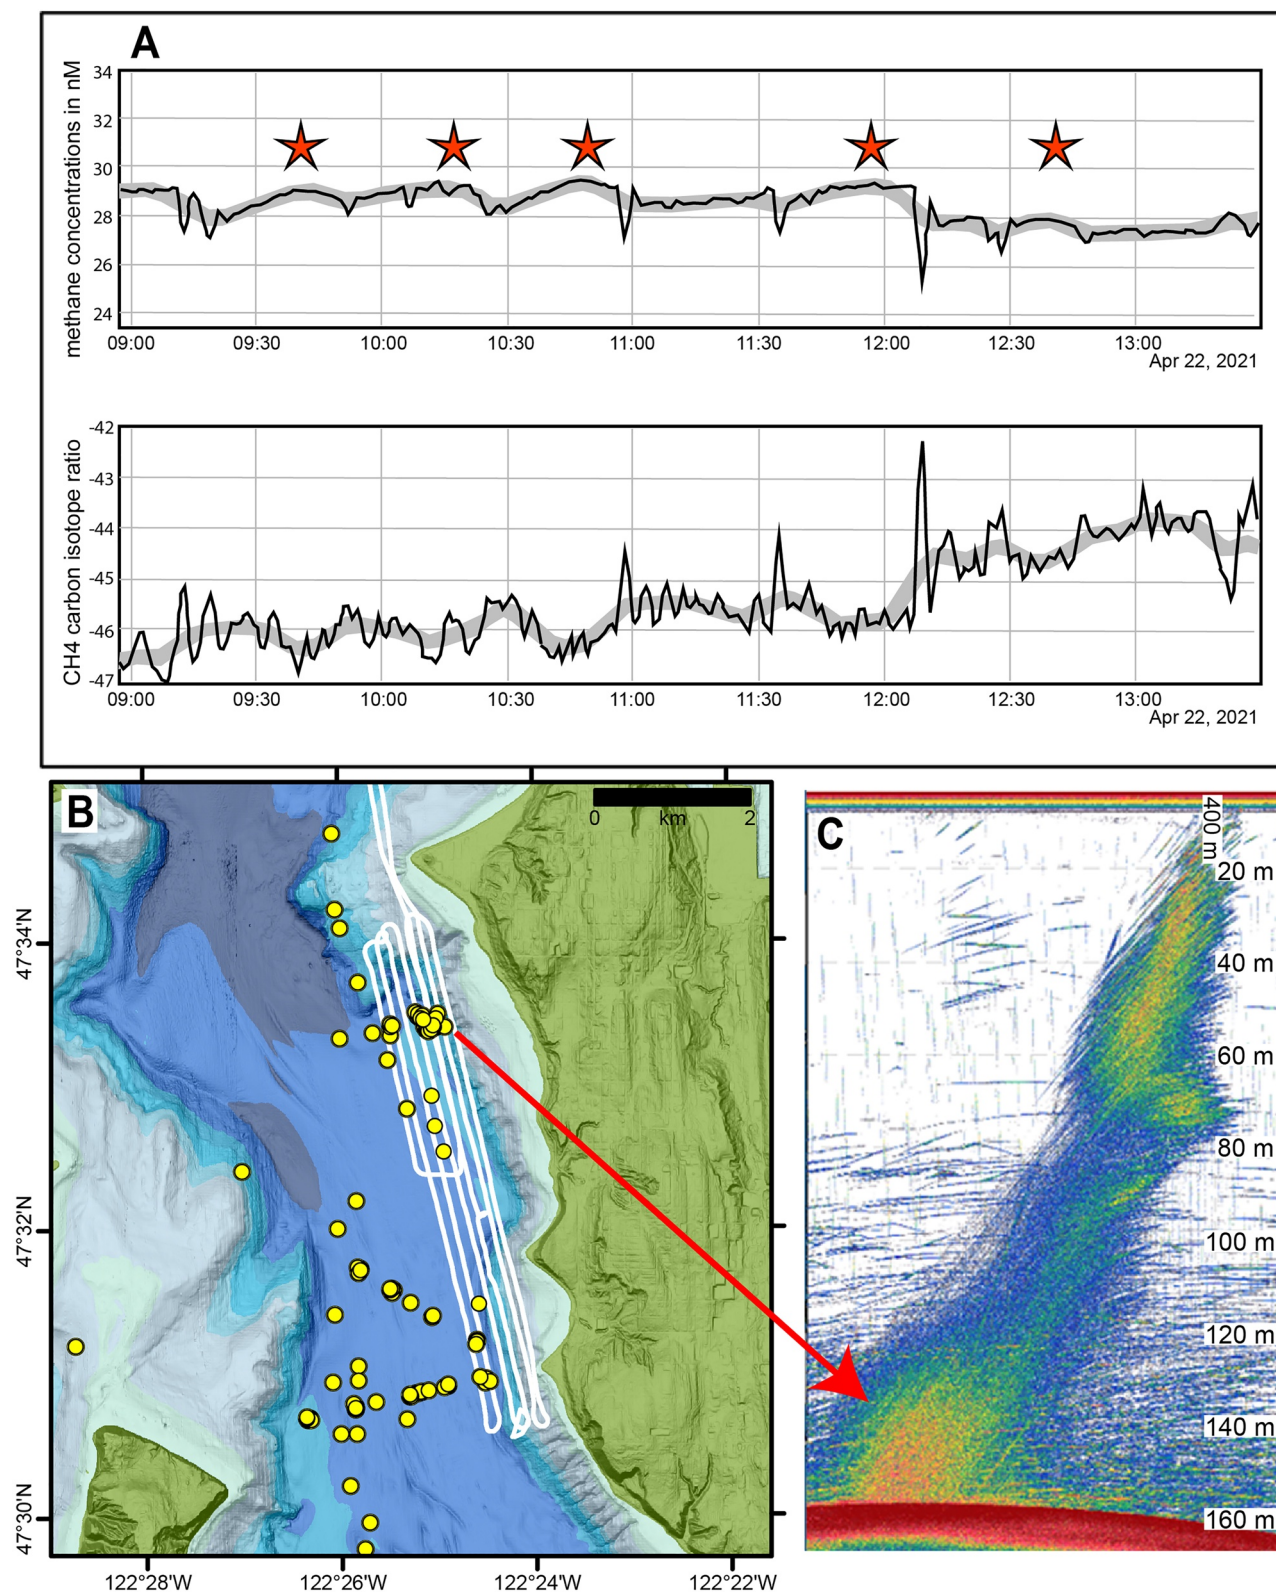 A
methane concentrations in nM
34
32
30
28
26
24
09:00 09:30 10:00 10:30 11:00 11:30 12:00 12:30 13:00
Apr 22, 2021
CH4 carbon isotope ratio
-42
-43
-44
-45
-46
-47
09:00 09:30 10:00 10:30 11:00 11:30 12:00 12:30 13:00
Apr 22, 2021
B
0 km 2
47°34'N
47°32'N
47°30'N
122°28'W 122°26'W 122°24'W 122°22'W
C
400 m
20 m
40 m
60 m
80 m
100 m
120 m
140 m
160 m